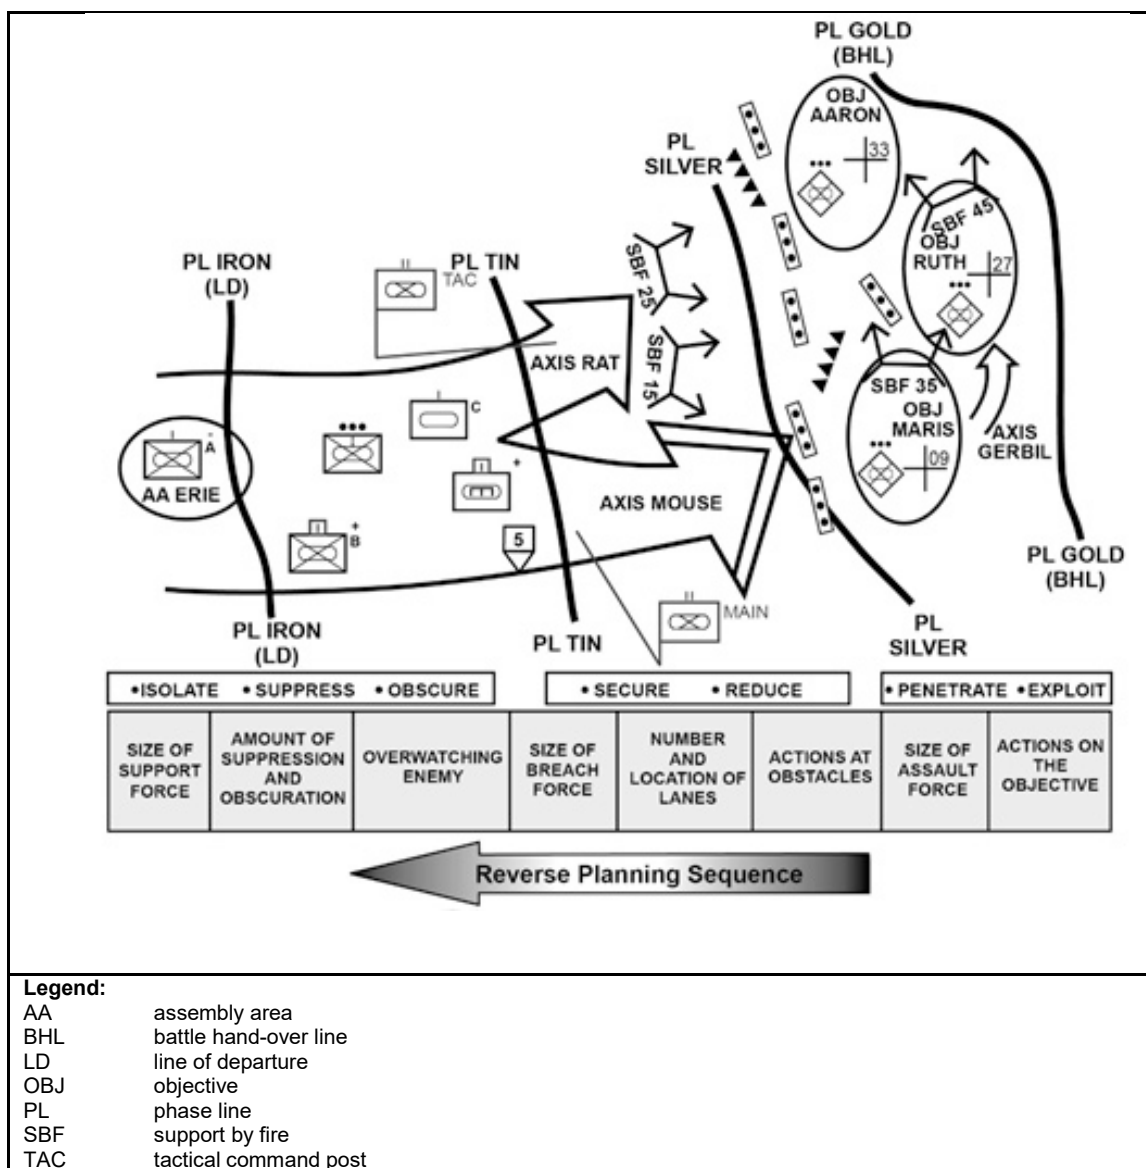 PL GOLD
(BHL)
OBJ
AARON
33
PL
SILVER
SBF 45
OBJ
RUTH
27
PL IRON
(LD)
II
TAC
PL TIN
SBF 25
AXIS RAT
SBF 15
SBF 35
OBJ
MARIS
09
AXIS
GERBIL
I
C
I
-
A
AA ERIE
I
+
AXIS MOUSE
I
+
B
5
PL GOLD
(BHL)
II
MAIN
PL IRON
(LD)
PL TIN
PL
SILVER
•ISOLATE •SUPPRESS •OBSCURE
•SECURE •REDUCE
•PENETRATE •EXPLOIT
SIZE OF
SUPPORT
FORCE
AMOUNT OF
SUPPRESSION
AND
OBSCURATION
OVERWATCHING
ENEMY
SIZE OF
BREACH
FORCE
NUMBER
AND
LOCATION OF
LANES
ACTIONS AT
OBSTACLES
SIZE OF
ASSAULT
FORCE
ACTIONS ON
THE
OBJECTIVE
Reverse Planning Sequence
Legend:
AA assembly area
BHL battle hand-over line
LD line of departure
OBJ objective
PL phase line
SBF support by fire
TAC tactical command post